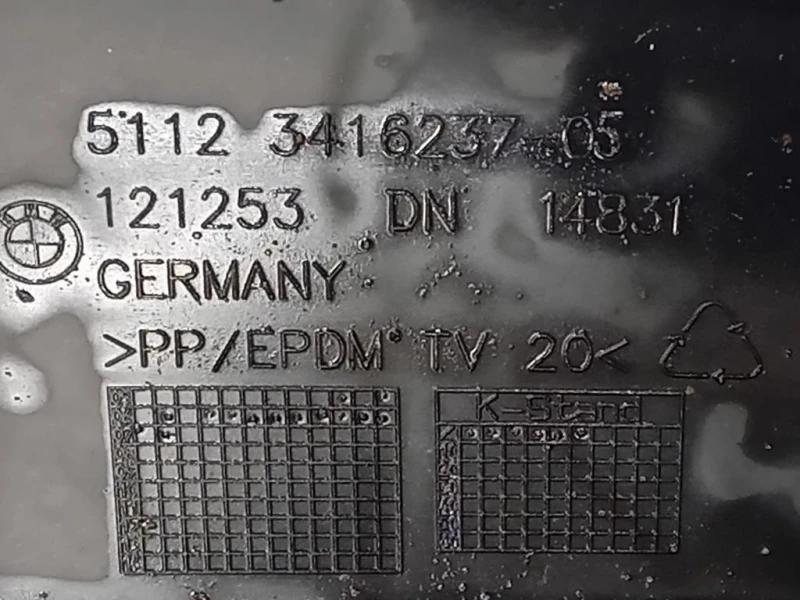 5112 3416237 05
121253 DN 14831
GERMANY
>PP/EPDM TV 20<
K-Stand